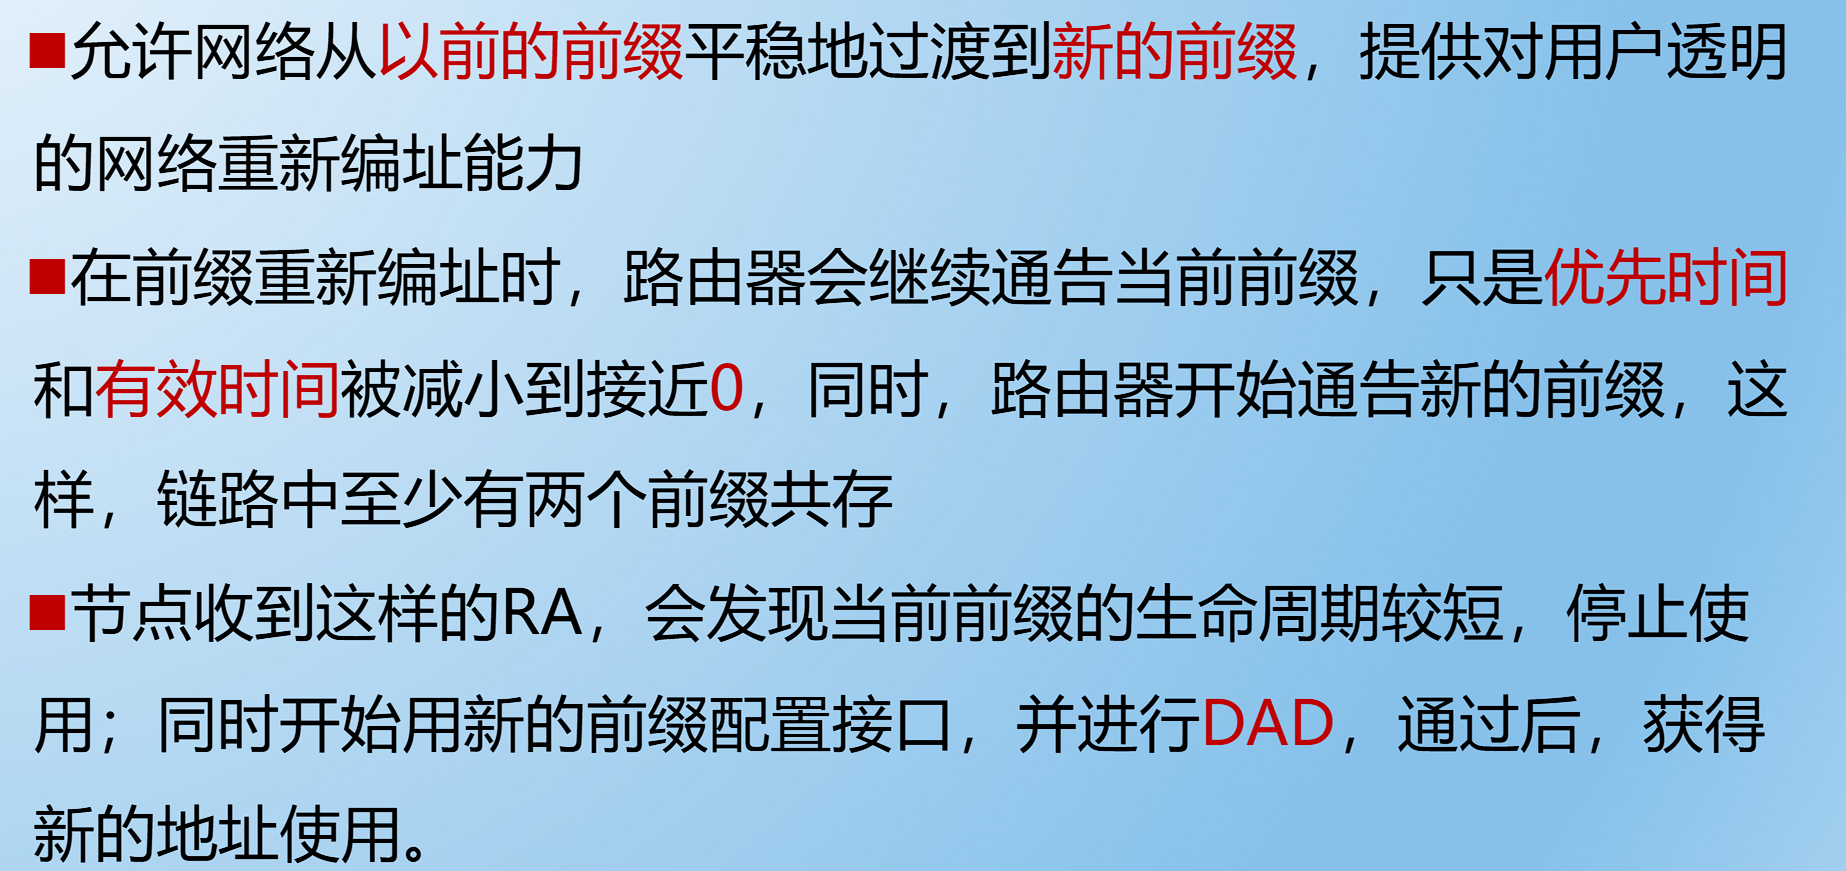 ■允许网络从以前的前缀平稳地过渡到新的前缀，提供对用户透明
的网络重新编址能力
■在前缀重新编址时，路由器会继续通告当前前缀，只是优先时间
和有效时间被减小到接近0，同时，路由器开始通告新的前缀，这
样，链路中至少有两个前缀共存
■节点收到这样的RA，会发现当前前缀的生命周期较短，停止使
用；同时开始用新的前缀配置接口，并进行DAD，通过后，获得
新的地址使用。